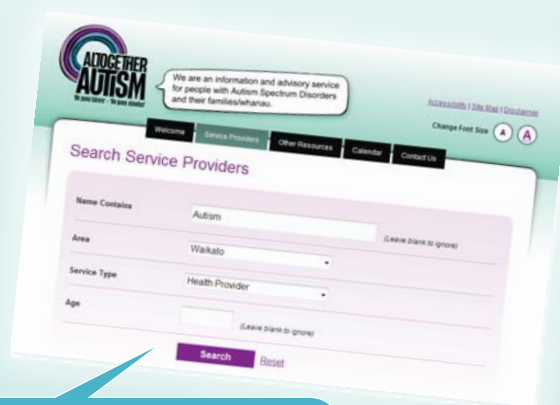 ALTOGETHER
AUTISM
We are an information and advisory service
for people with Autism Spectrum Disorders
and their families/whanau.
Accessibility | Site Map | Disclaimer
Change Font Size A A
Welcome Service Providers Other Resources Calendar Contact Us
Search Service Providers
Name Contains Autism (Leave blank to ignore)
Area Waikato
Service Type Health Provider
Age (Leave blank to ignore)
Search Reset